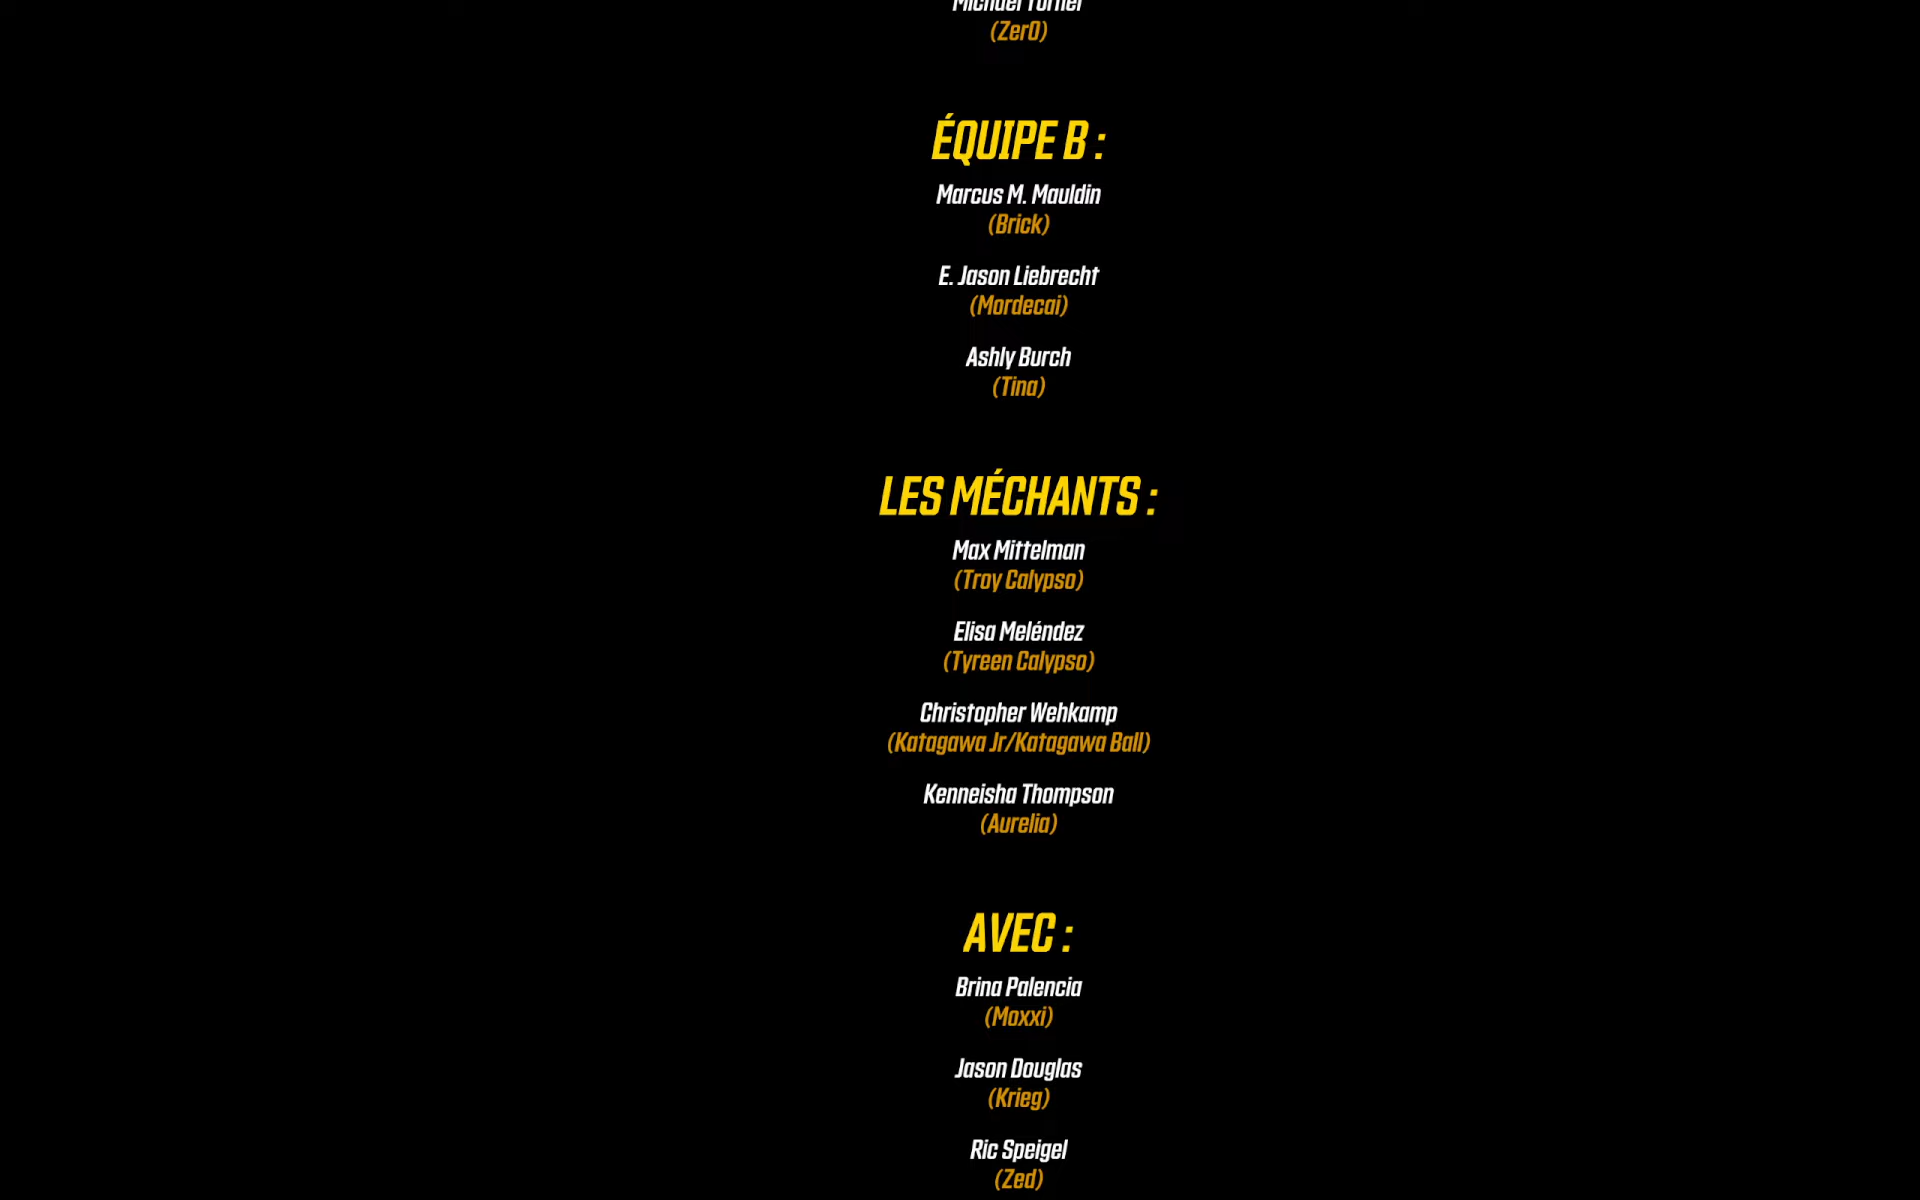 Michael Turner
(Zer0)
ÉQUIPE B :
Marcus M. Mauldin
(Brick)
E. Jason Liebrecht
(Mordecai)
Ashly Burch
(Tina)
LES MÉCHANTS :
Max Mittelman
(Troy Calypso)
Elisa Meléndez
(Tyreen Calypso)
Christopher Wehkamp
(Katagawa Jr/Katagawa Ball)
Kenneisha Thompson
(Aurelia)
AVEC :
Brina Palencia
(Moxxi)
Jason Douglas
(Krieg)
Ric Speigel
(Zed)